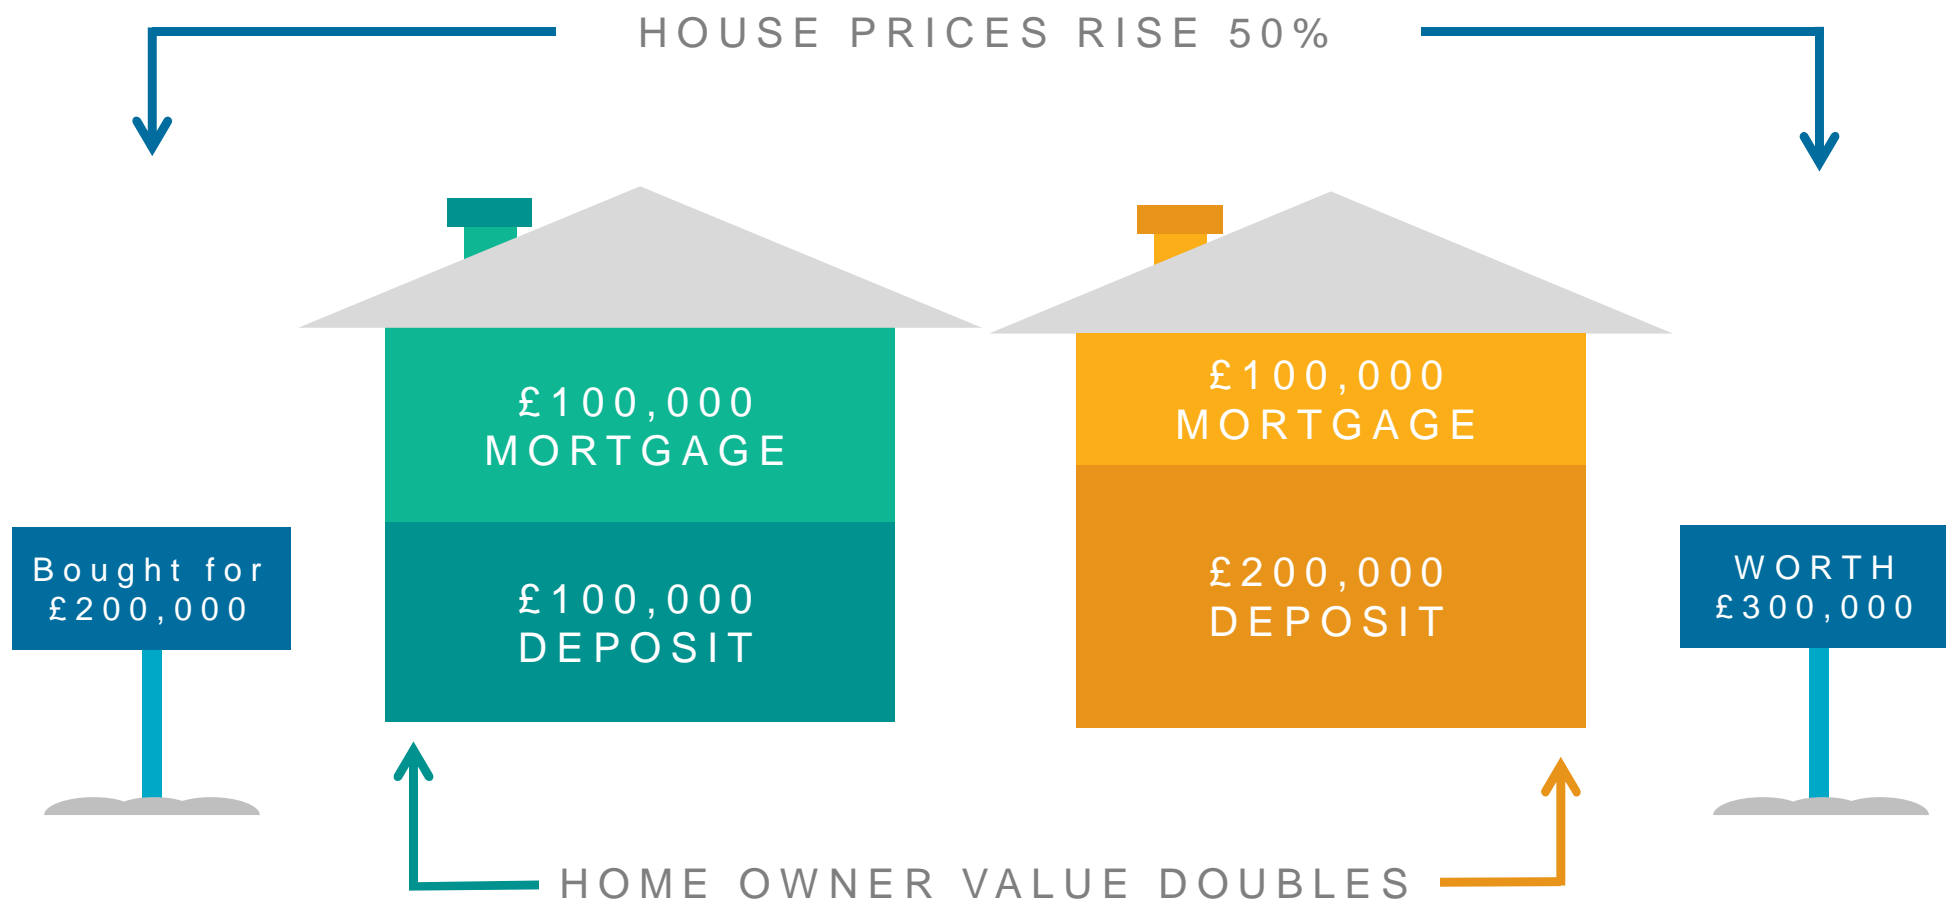 HOUSE PRICES RISE 50%
£100,000
MORTGAGE
£100,000
DEPOSIT
£100,000
MORTGAGE
£200,000
DEPOSIT
Bought for
£200,000
WORTH
£300,000
HOME OWNER VALUE DOUBLES